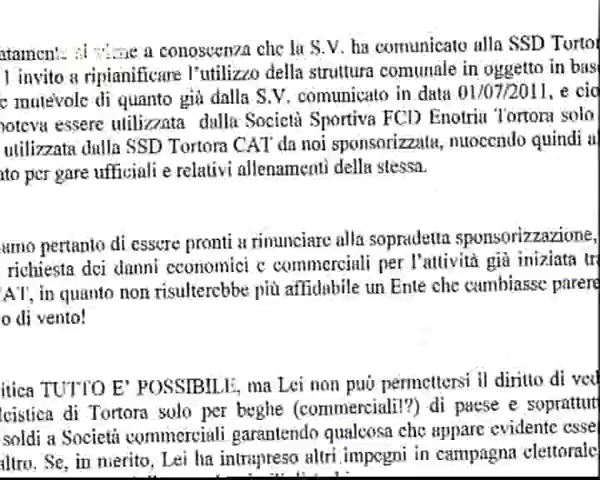 si viene a conoscenza che la S.V. ha comunicato alla SSD Tortor
1 invito a ripianificare l'utilizzo della struttura comunale in oggetto in bas
e mutevole di quanto già dalla S.V. comunicato in data 01/07/2011, e cio
poteva essere utilizzata dalla Società Sportiva FCD Enotria Tortora solo
utilizzata dalla SSD Tortora CAT da noi sponsorizzata, nuocendo quindi a
ato per gare ufficiali e relativi allenamenti della stessa.
amo pertanto di essere pronti a rinunciare alla sopradetta sponsorizzazione,
richiesta dei danni economici e commerciali per l'attività già iniziata tra
AT, in quanto non risulterebbe più affidabile un Ente che cambiasse parere
o di vento!
itica TUTTO E' POSSIBILE, ma Lei non può permettersi il diritto di ved
lcistica di Tortora solo per beghe (commerciali!?) di paese e soprattutt
soldi a Società commerciali garantendo qualcosa che appare evidente esse
altro. Se, in merito, Lei ha intrapreso altri impegni in campagna elettorale